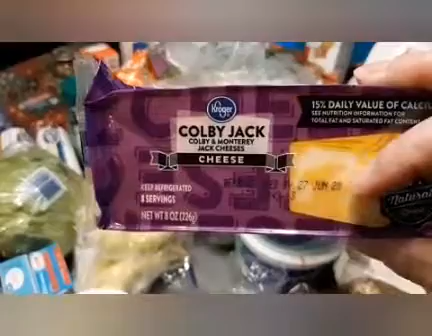 Kroger
COLBY JACK
COLBY & MONTEREY
JACK CHEESES
CHEESE
KEEP REFRIGERATED
8 SERVINGS
NET WT 8 OZ (226g)
15% DAILY VALUE OF CALCIU
SEE NUTRITION INFORMATION FOR
TOTAL FAT AND SATURATED FAT CONTENT
27 JUN 20
Natural